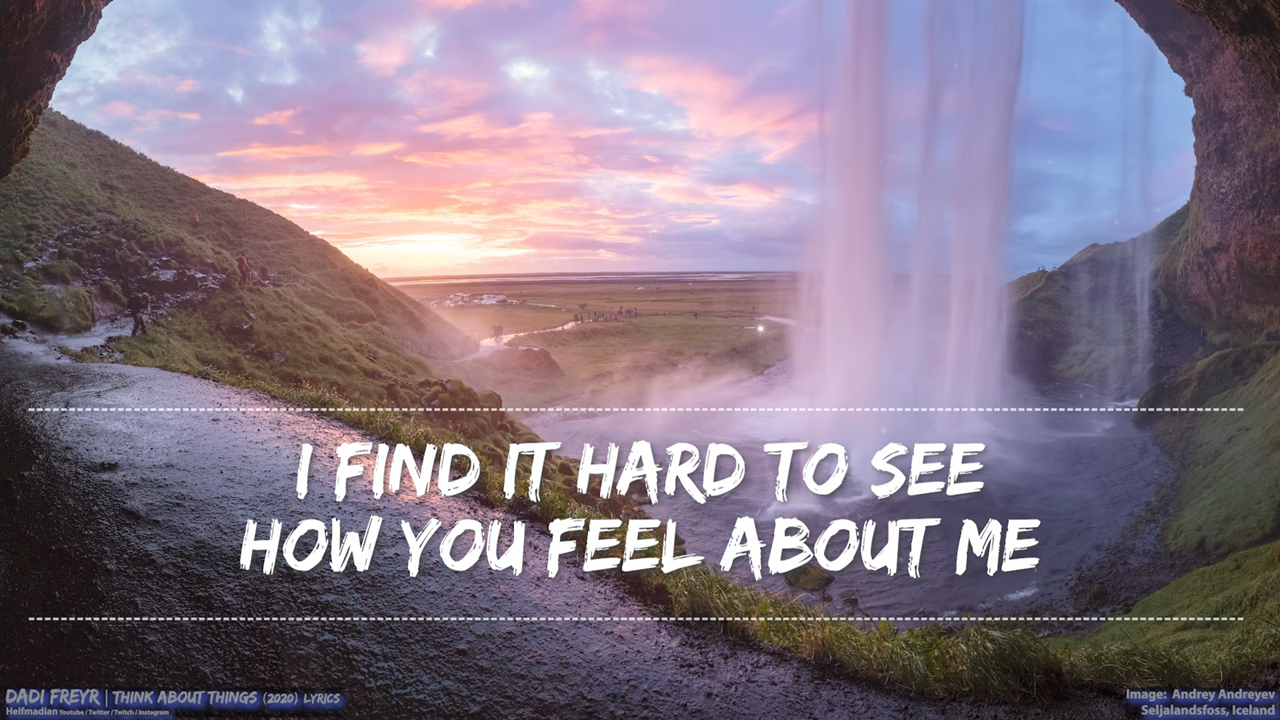 I FIND IT HARD TO SEE
HOW YOU FEEL ABOUT ME
DADI FREYR | THINK ABOUT THINGS (2020) LYRICS
Helfmadian Youtube / Twitter / Twitch / Instagram
Image: Andrey Andreyev
Seljalandsfoss, Iceland